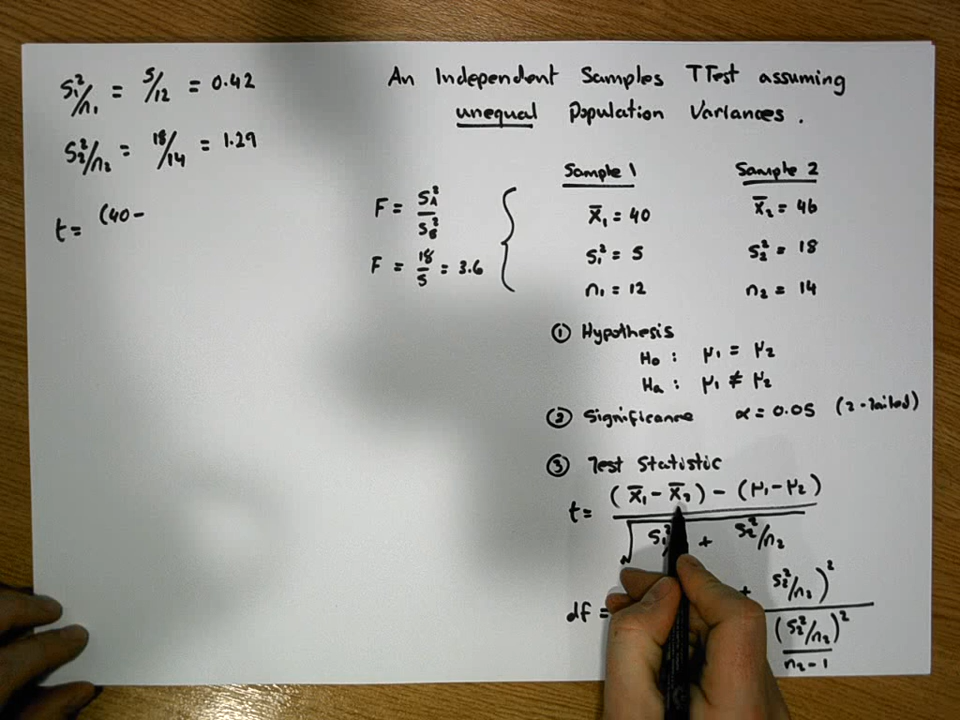 S₁²/n₁ = 5/12 = 0.42
S₂²/n₂ = 18/14 = 1.29
t = (40 -
An Independent Samples TTest assuming
unequal Population Variances.
F = S_A²/S_B²
F = 18/5 = 3.6
Sample 1 Sample 2
x̄₁ = 40 x̄₂ = 46
S₁² = 5 S₂² = 18
n₁ = 12 n₂ = 14
① Hypothesis
H₀ : μ₁ = μ₂
Hₐ : μ₁ ≠ μ₂
② Significance α = 0.05 (2-tailed)
③ Test Statistic
t = (x̄₁ - x̄₂) - (μ₁ - μ₂)
√ S₁²/ + S₂²/n₂
df = + S₂²/n₂)²
(S₂²/n₂)²
n₂-1